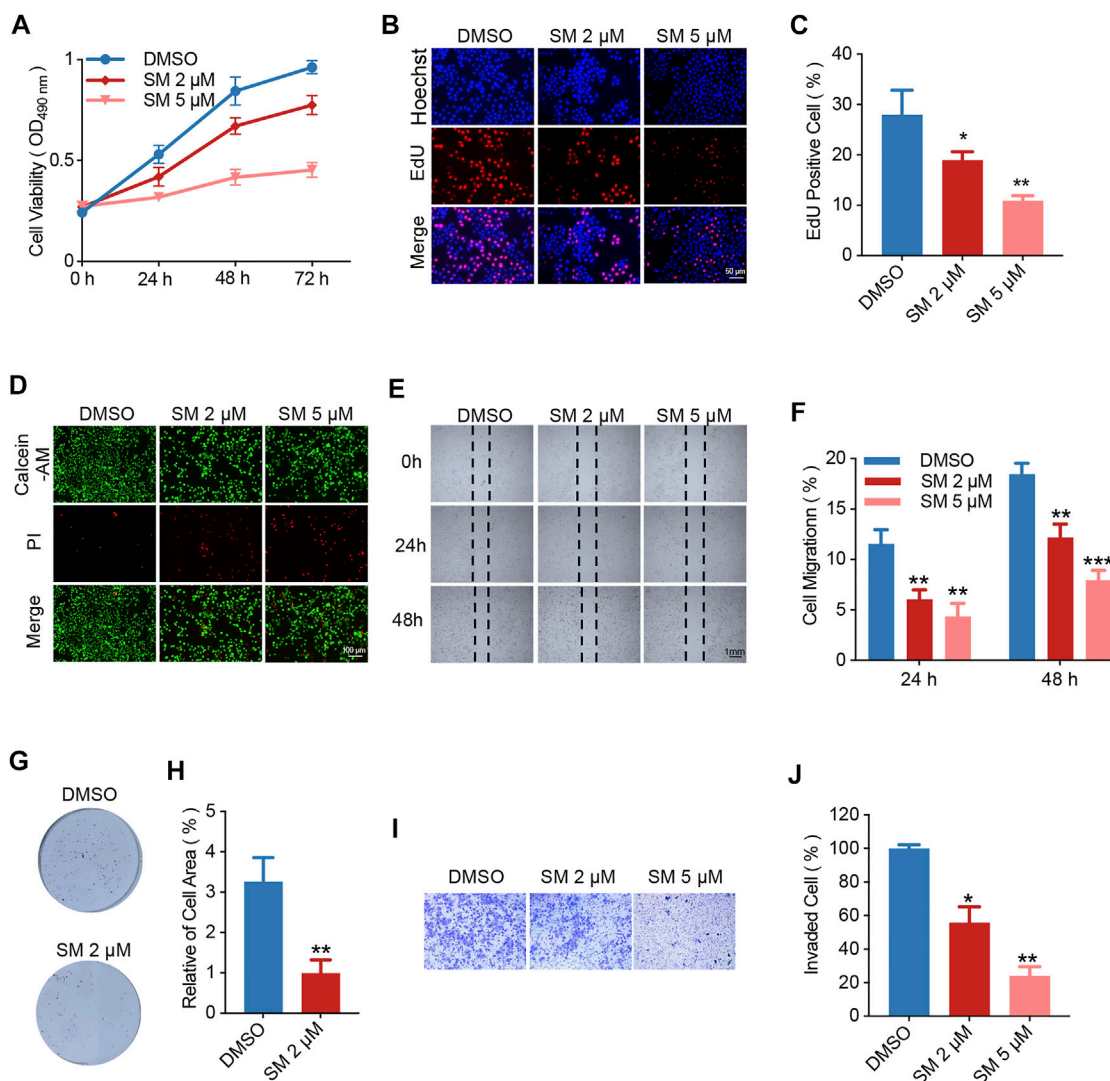 A
Cell Viability ( OD490 nm )
1
0.5
0
DMSO
SM 2 µM
SM 5 µM
0 h 24 h 48 h 72 h
B
DMSO SM 2 µM SM 5 µM
Hoechst
EdU
Merge
50 µm
C
EdU Positive Cell ( % )
40
30
20
10
0
*
**
DMSO SM 2 µM SM 5 µM
D
DMSO SM 2 µM SM 5 µM
Calcein
-AM
PI
Merge
100 µm
E
DMSO SM 2 µM SM 5 µM
0h
24h
48h
1mm
F
Cell Migrationn ( % )
20
15
10
5
0
DMSO
SM 2 µM
SM 5 µM
** ** ** ***
24 h 48 h
G
DMSO
SM 2 µM
H
Relative of Cell Area ( % )
5
4
3
2
1
0
**
DMSO SM 2 µM
I
DMSO SM 2 µM SM 5 µM
J
Invaded Cell ( % )
120
100
80
60
40
20
0
*
**
DMSO SM 2 µM SM 5 µM